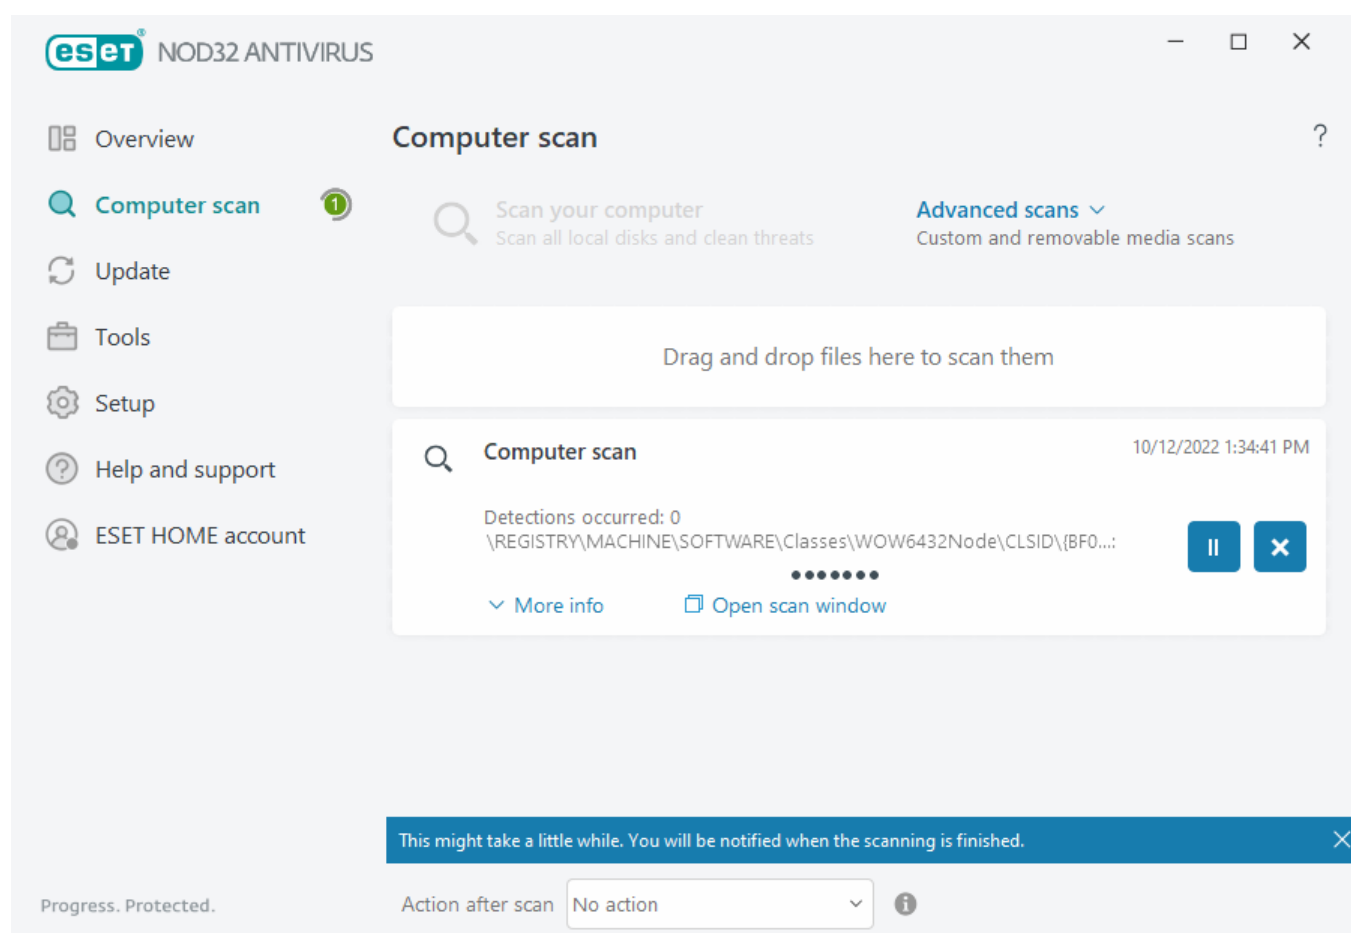 eset® NOD32 ANTIVIRUS
Overview
Computer scan
1
Update
Tools
Setup
Help and support
ESET HOME account
Progress. Protected.
Computer scan
?
Scan your computer
Scan all local disks and clean threats
Advanced scans
Custom and removable media scans
Drag and drop files here to scan them
Computer scan
10/12/2022 1:34:41 PM
Detections occurred: 0
\REGISTRY\MACHINE\SOFTWARE\Classes\WOW6432Node\CLSID\{BF0...:
More info
Open scan window
This might take a little while. You will be notified when the scanning is finished.
Action after scan
No action